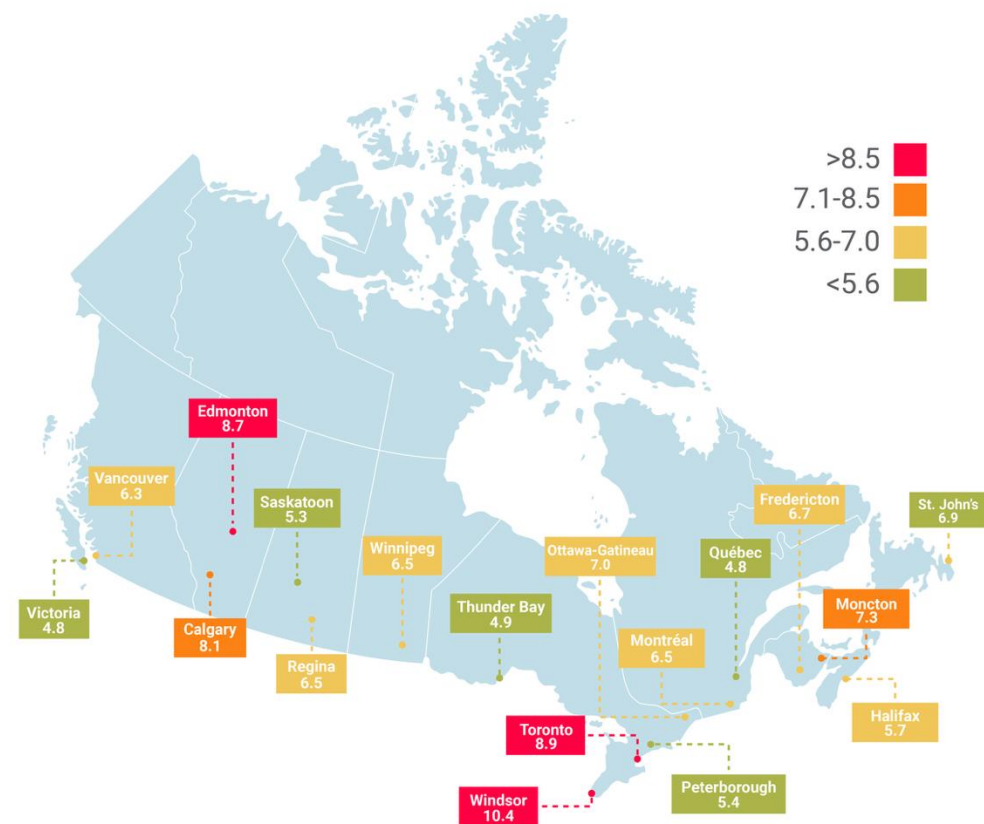 >8.5
7.1-8.5
5.6-7.0
<5.6
Edmonton
8.7
Vancouver
6.3
Saskatoon
5.3
Winnipeg
6.5
Ottawa-Gatineau
7.0
Québec
4.8
Fredericton
6.7
St. John's
6.9
Victoria
4.8
Calgary
8.1
Regina
6.5
Thunder Bay
4.9
Montréal
6.5
Moncton
7.3
Halifax
5.7
Toronto
8.9
Windsor
10.4
Peterborough
5.4